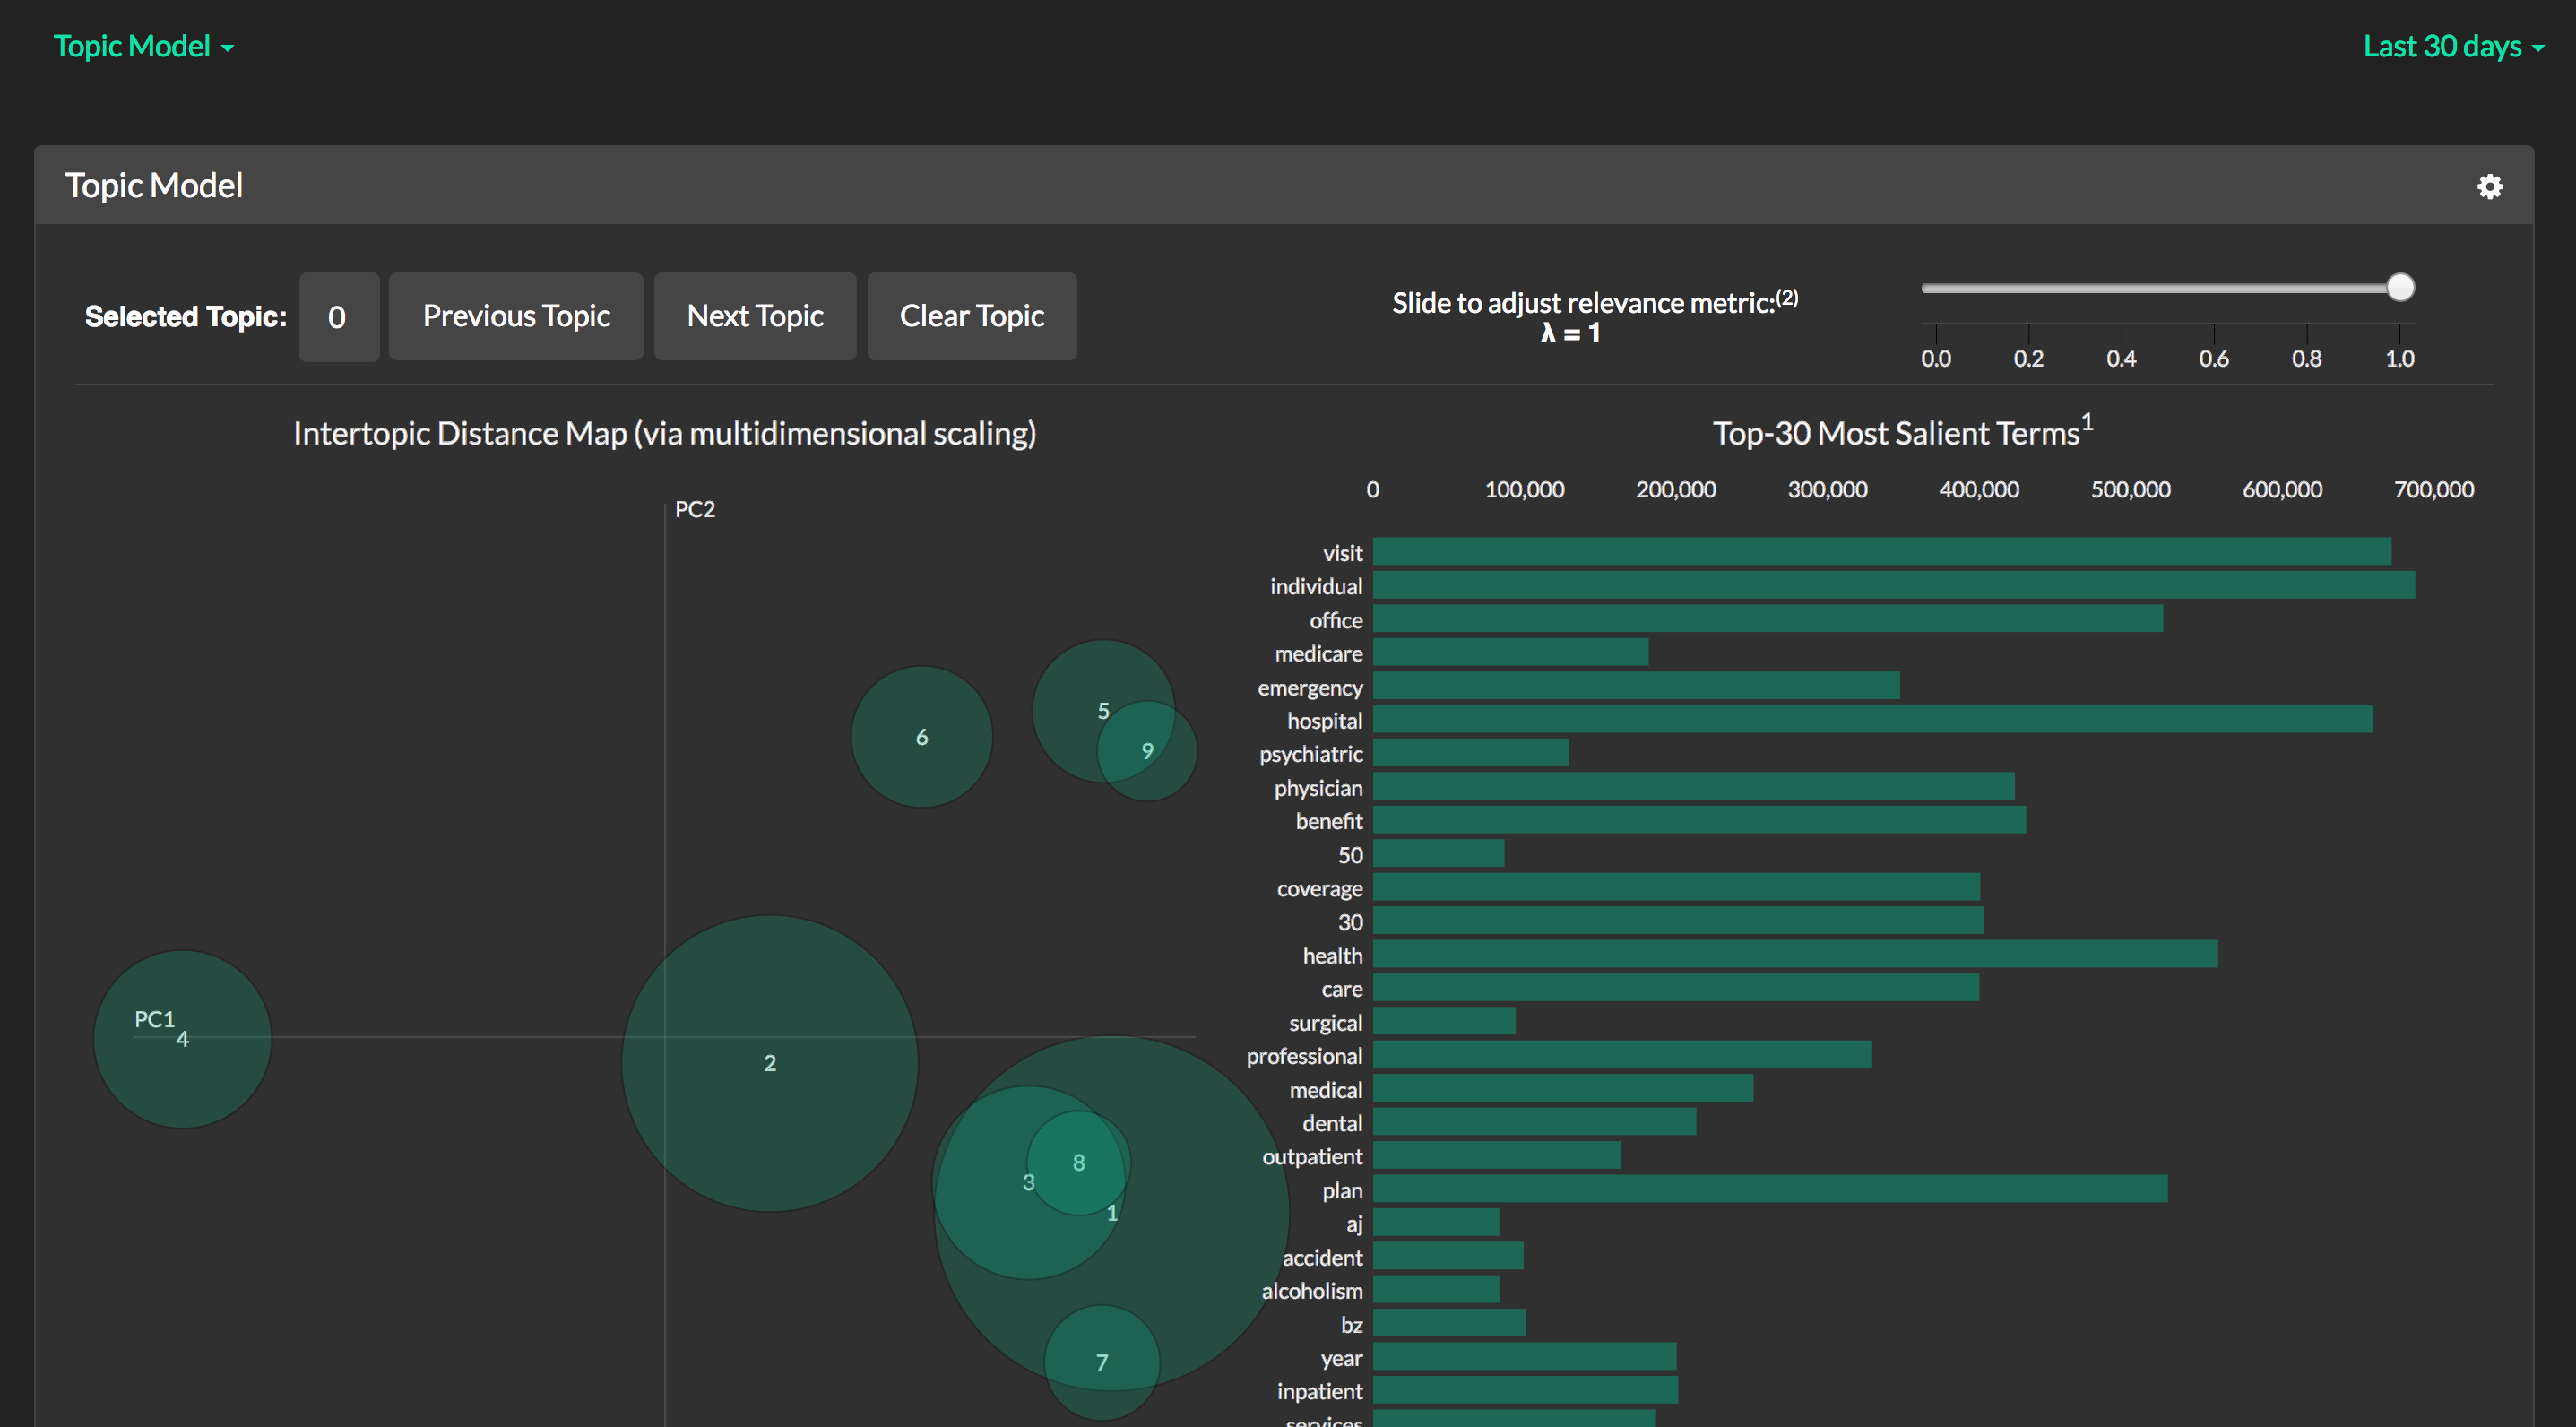 Topic Model
Last 30 days
Topic Model
Selected Topic: 0 Previous Topic Next Topic Clear Topic
Slide to adjust relevance metric:(2)
λ = 1
0.0 0.2 0.4 0.6 0.8 1.0
Intertopic Distance Map (via multidimensional scaling)
PC2
6
5
9
PC1
4
2
8
3
1
7
Top-30 Most Salient Terms1
0 100,000 200,000 300,000 400,000 500,000 600,000 700,000
visit
individual
office
medicare
emergency
hospital
psychiatric
physician
benefit
50
coverage
30
health
care
surgical
professional
medical
dental
outpatient
plan
aj
accident
alcoholism
bz
year
inpatient
services